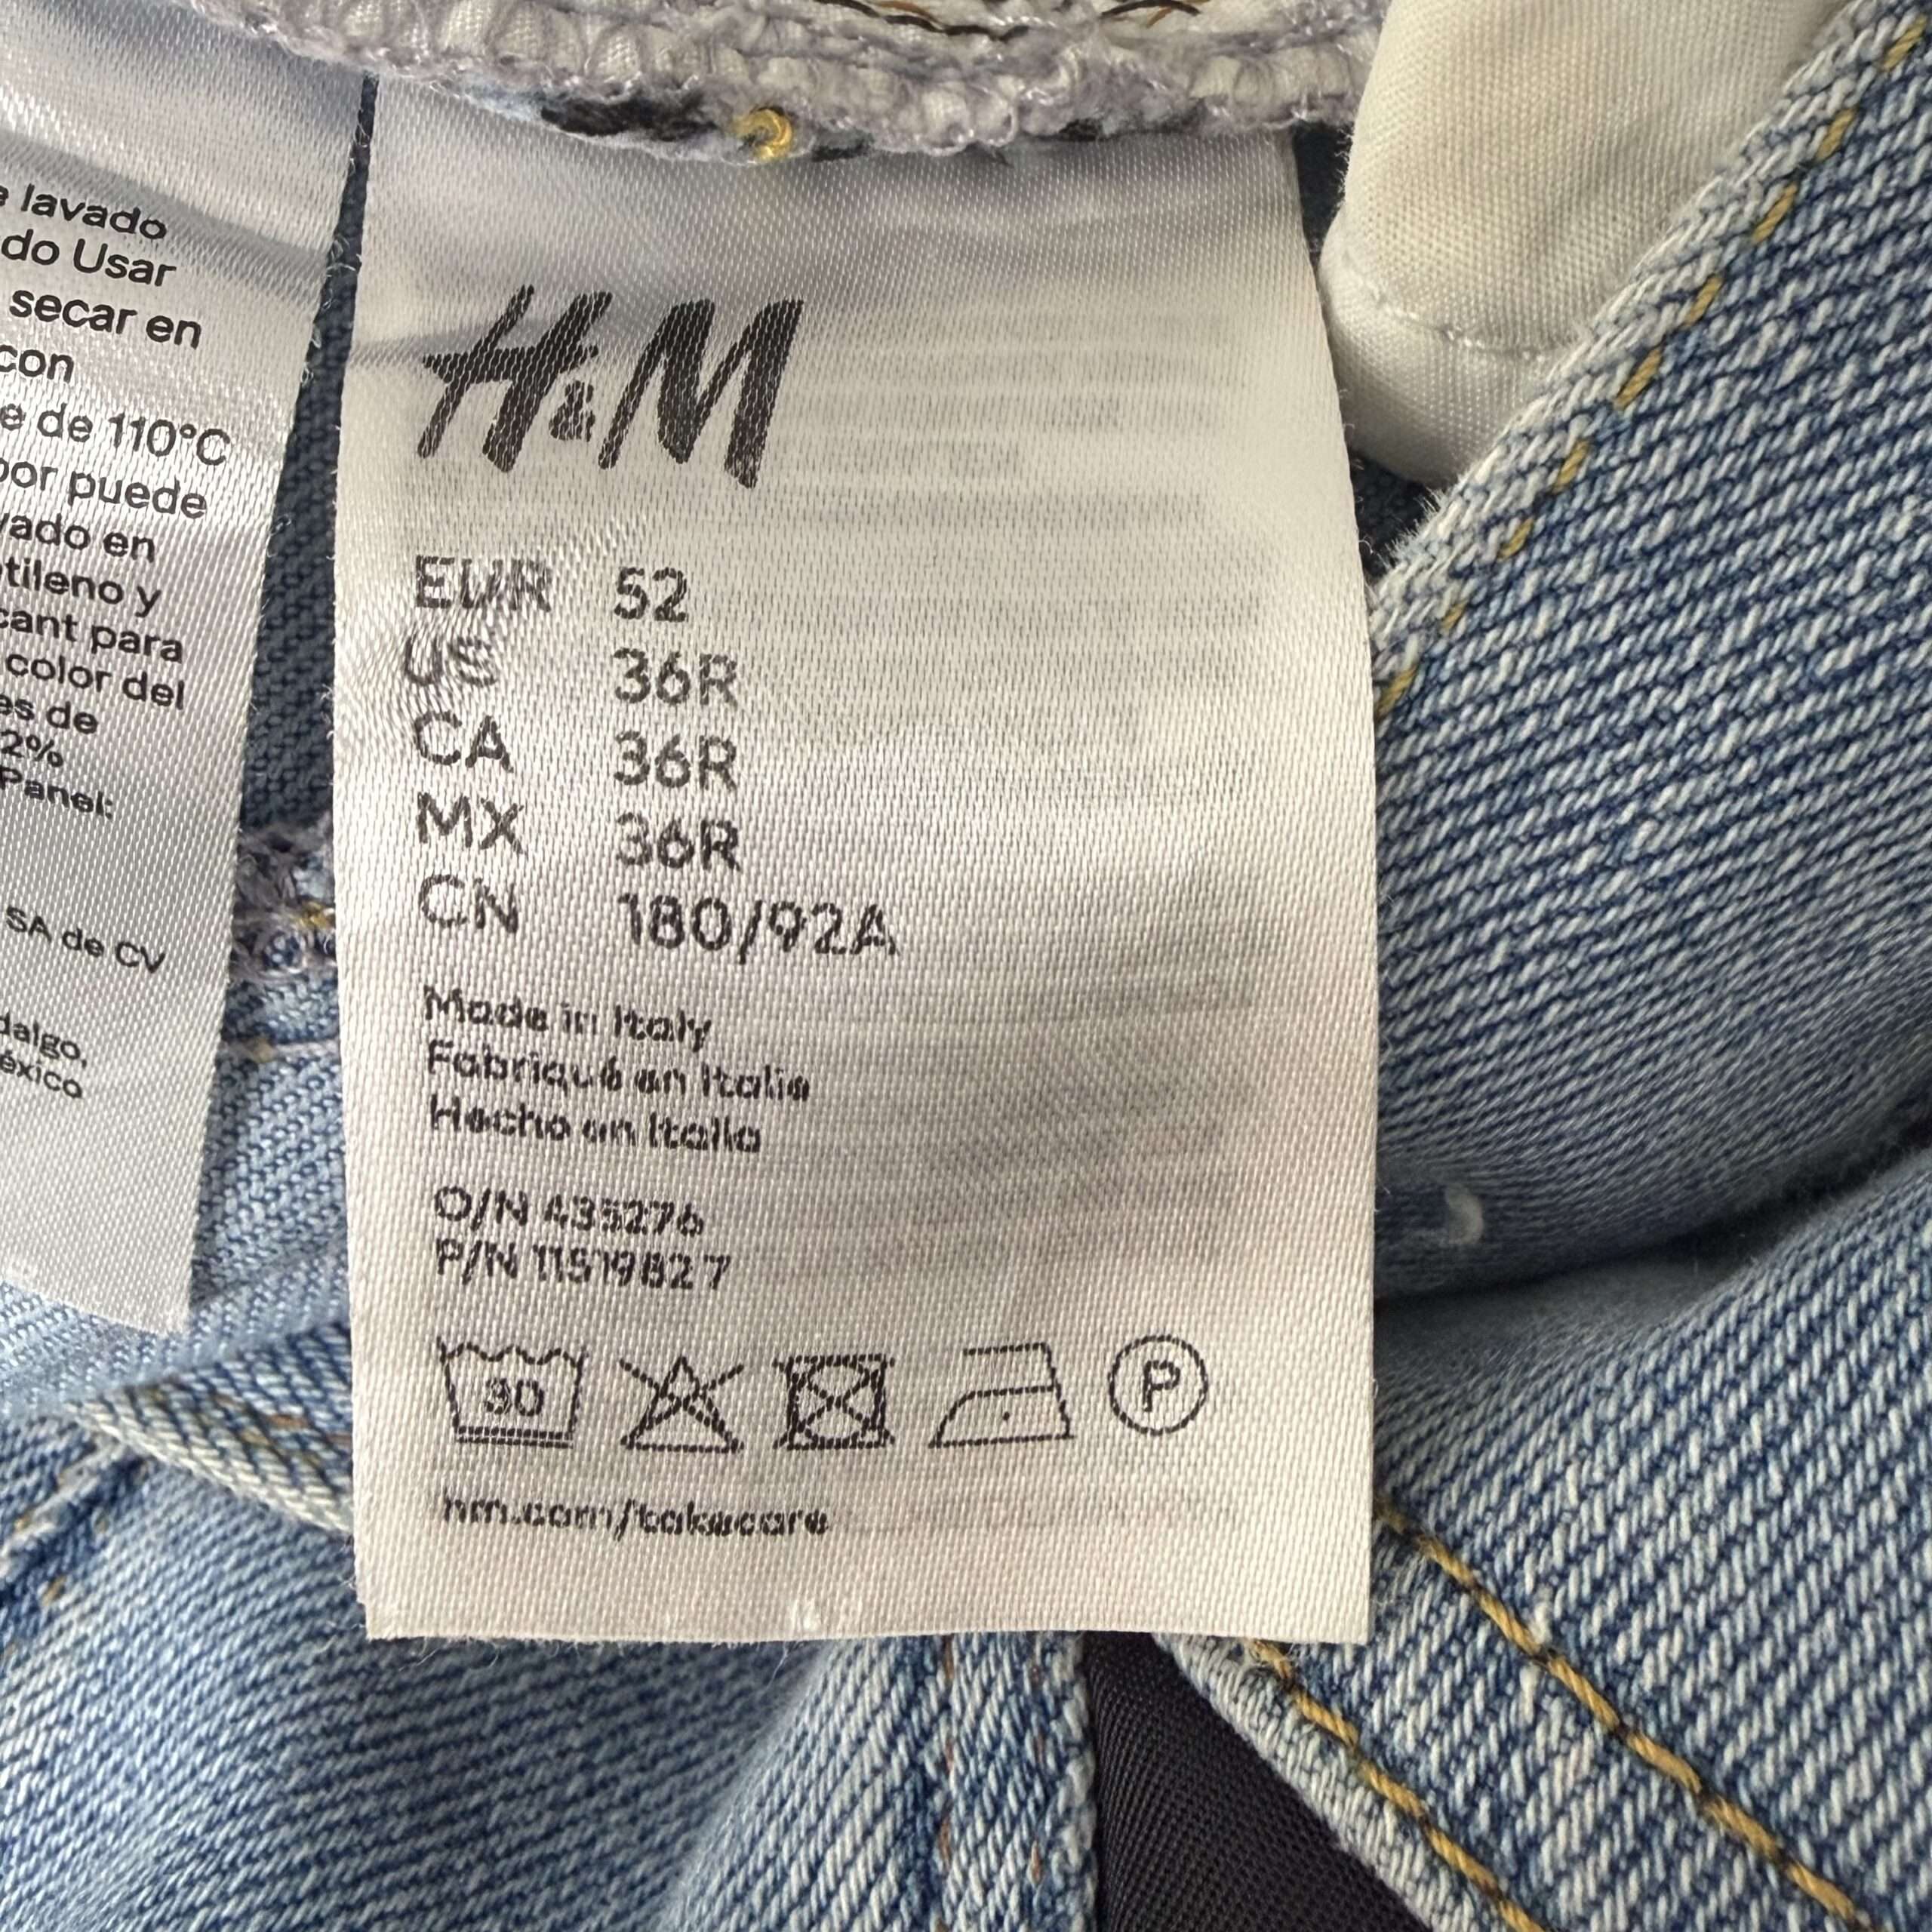 lavado
do Usar
secar en
con
e de 110°C
por puede
vado en
tileno y
cant para
color del
es de
2%
Panel:
SA de CV
dalgo,
éxico
H&M
EUR 52
US 36R
CA 36R
MX 36R
CN 180/92A
Made in Italy
Fabriqué en Italie
Hecho en Italia
O/N 435276
P/N 11519827
30
P
hm.com/takecare